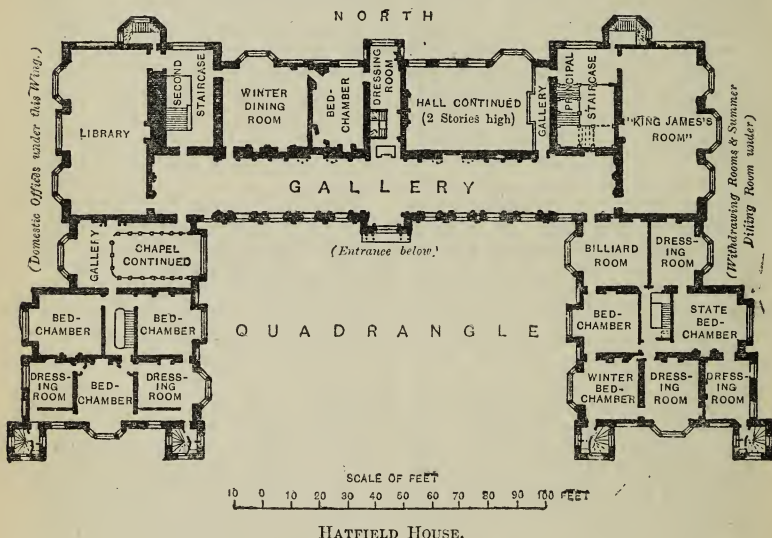 NORTH
(Domestic Offices under this Wing.)
LIBRARY
SECOND
STAIRCASE
WINTER
DINING
ROOM
BED-
CHAMBER
DRESSING
ROOM
HALL CONTINUED
(2 Stories high)
GALLERY
PRINCIPAL
STAIRCASE
"KING JAMES'S
ROOM"
(Withdrawing Rooms & Summer
Dining Room under)
GALLERY
(Entrance below)
GALLERY
CHAPEL
CONTINUED
BILLIARD
ROOM
DRESS-
ING
ROOM
BED-
CHAMBER
BED-
CHAMBER
QUADRANGLE
BED-
CHAMBER
STATE
BED-
CHAMBER
DRESS-
ING
ROOM
BED-
CHAMBER
DRESS-
ING
ROOM
WINTER
BED-
CHAMBER
DRESS-
ING
ROOM
DRESS-
ING
ROOM
SCALE OF FEET
10 0 10 20 30 40 50 60 70 80 90 100 FEET
HATFIELD HOUSE.